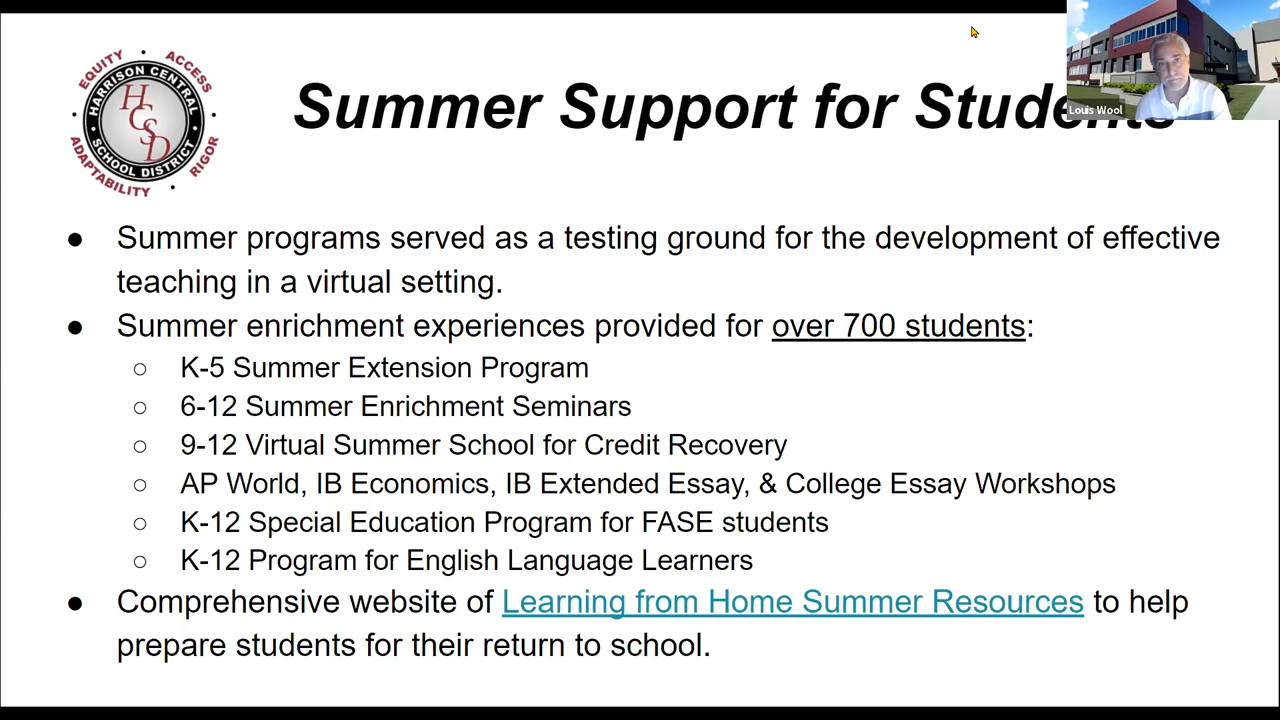 EQUITY • ACCESS
HARRISON CENTRAL
HCSD
SCHOOL DISTRICT
ADAPTABILITY • RIGOR
Summer Support for Students
Louis Wool
● Summer programs served as a testing ground for the development of effective
teaching in a virtual setting.
● Summer enrichment experiences provided for over 700 students:
○ K-5 Summer Extension Program
○ 6-12 Summer Enrichment Seminars
○ 9-12 Virtual Summer School for Credit Recovery
○ AP World, IB Economics, IB Extended Essay, & College Essay Workshops
○ K-12 Special Education Program for FASE students
○ K-12 Program for English Language Learners
● Comprehensive website of Learning from Home Summer Resources to help
prepare students for their return to school.